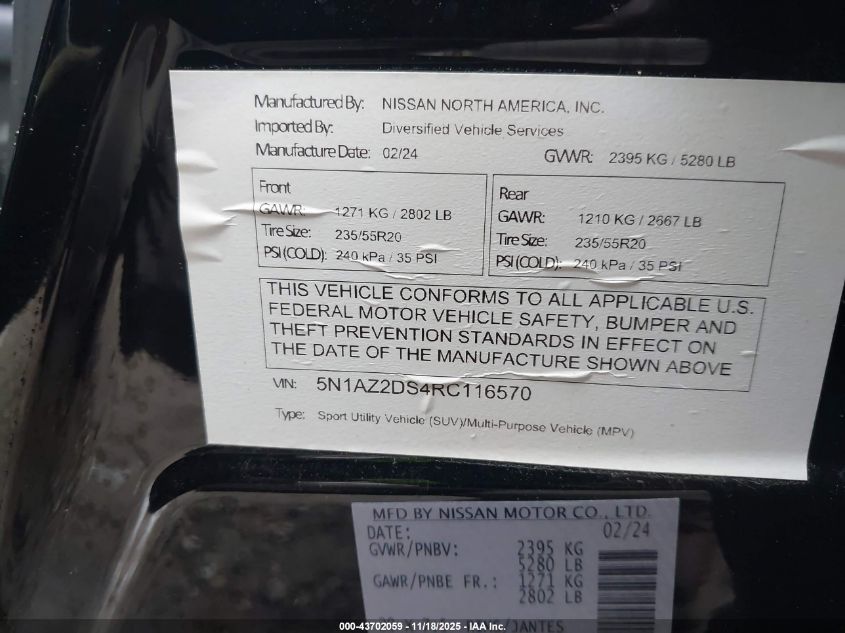 Manufactured By: NISSAN NORTH AMERICA, INC.
Imported By: Diversified Vehicle Services
Manufacture Date: 02/24 GVWR: 2395 KG / 5280 LB
Front
GAWR: 1271 KG / 2802 LB
Tire Size: 235/55R20
PSI (COLD): 240 kPa / 35 PSI
Rear
GAWR: 1210 KG / 2667 LB
Tire Size: 235/55R20
PSI (COLD): 240 kPa / 35 PSI
THIS VEHICLE CONFORMS TO ALL APPLICABLE U.S.
FEDERAL MOTOR VEHICLE SAFETY, BUMPER AND
THEFT PREVENTION STANDARDS IN EFFECT ON
THE DATE OF THE MANUFACTURE SHOWN ABOVE
VIN: 5N1AZ2DS4RC116570
Type: Sport Utility Vehicle (SUV)/Multi-Purpose Vehicle (MPV)
MFD BY NISSAN MOTOR CO., LTD.
DATE: 02/24
GVWR/PNBV: 2395 KG
5280 LB
GAWR/PNBE FR.: 1271 KG
2802 LB
/JANTES
000-43702059 - 11/18/2025 - IAA Inc.